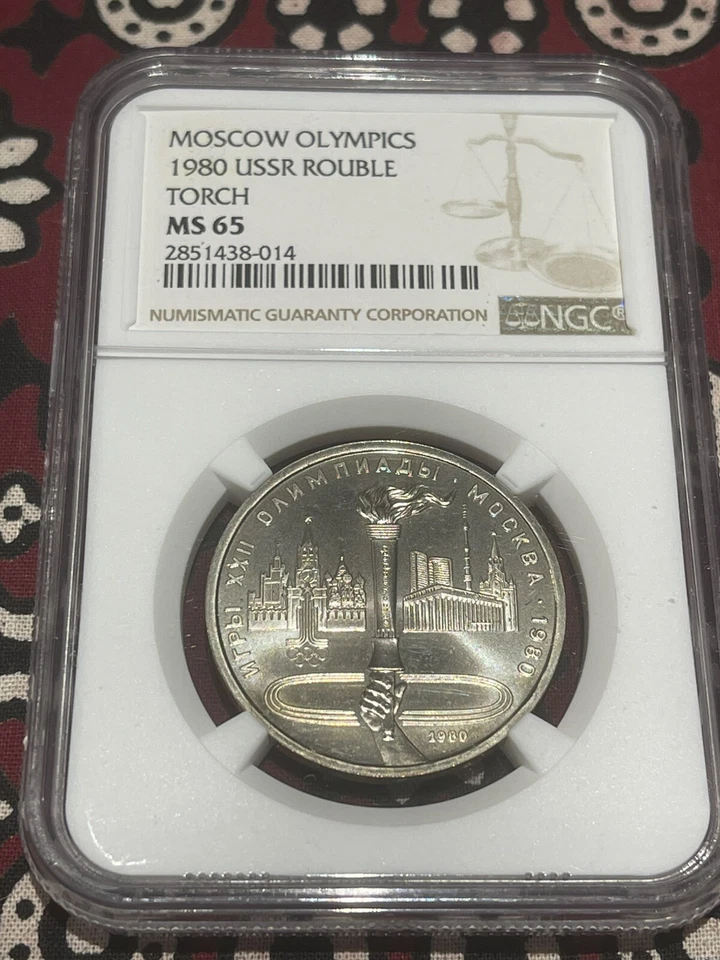 MOSCOW OLYMPICS
1980 USSR ROUBLE
TORCH
MS 65
2851438-014
NUMISMATIC GUARANTY CORPORATION
NGC®
ИГРЫ XXII ОЛИМПИАДЫ · МОСКВА · 1980
1980